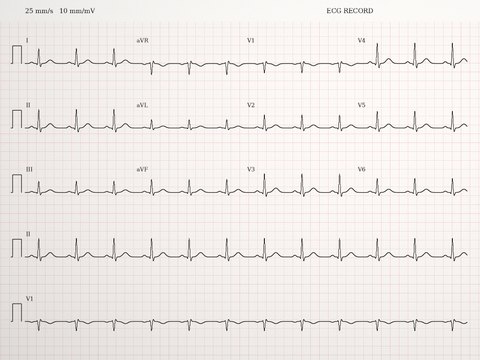 25 mm/s 10 mm/mV ECG RECORD
I aVR V1 V4
II aVL V2 V5
III aVF V3 V6
II
V1